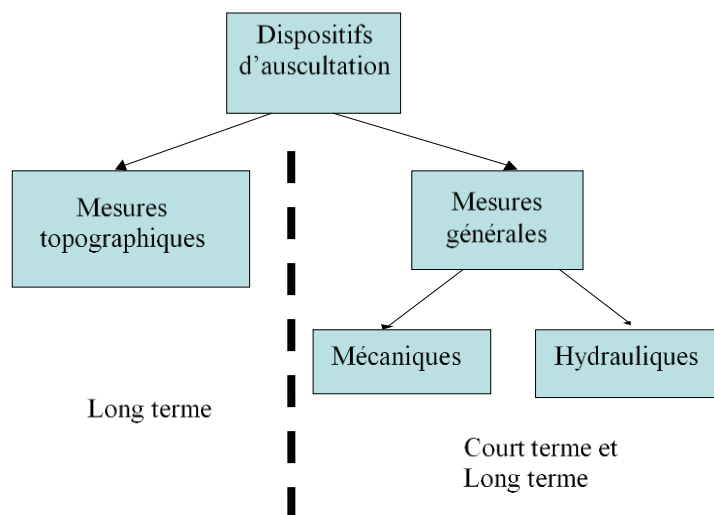 Dispositifs
d'auscultation
Mesures
topographiques
Mesures
générales
Mécaniques
Hydrauliques
Long terme
Court terme et
Long terme